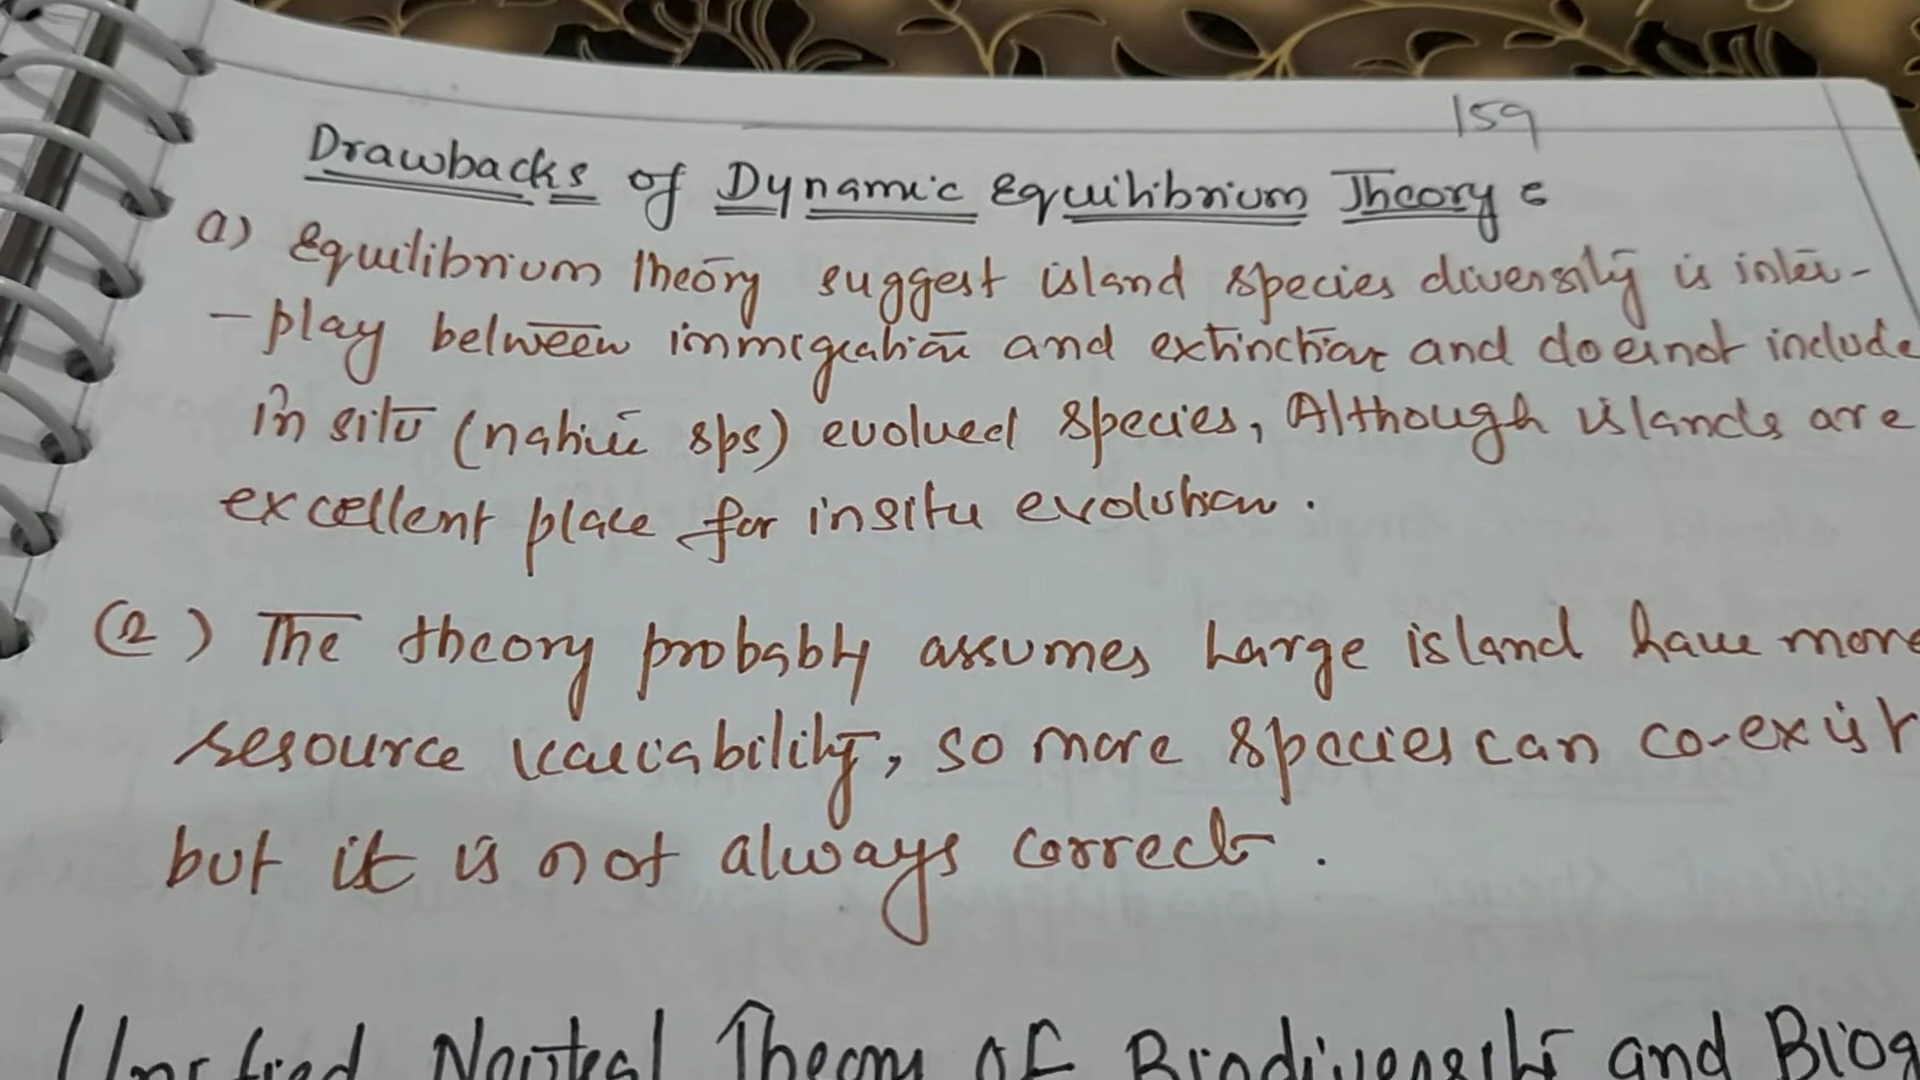 159
Drawbacks of Dynamic Equilibrium Theory :
a) Equilibrium theory suggest island species diversity is inter-
-play between immigration and extinction and doesnot include
in situ (native sps) evolved species, Although islands are
excellent place for insitu evolution.
(2) The theory probably assumes Large island have more
resource variability, so more species can co-exist
but it is not always correct.
Unified Neutral Theory of Biodiversity and Biog